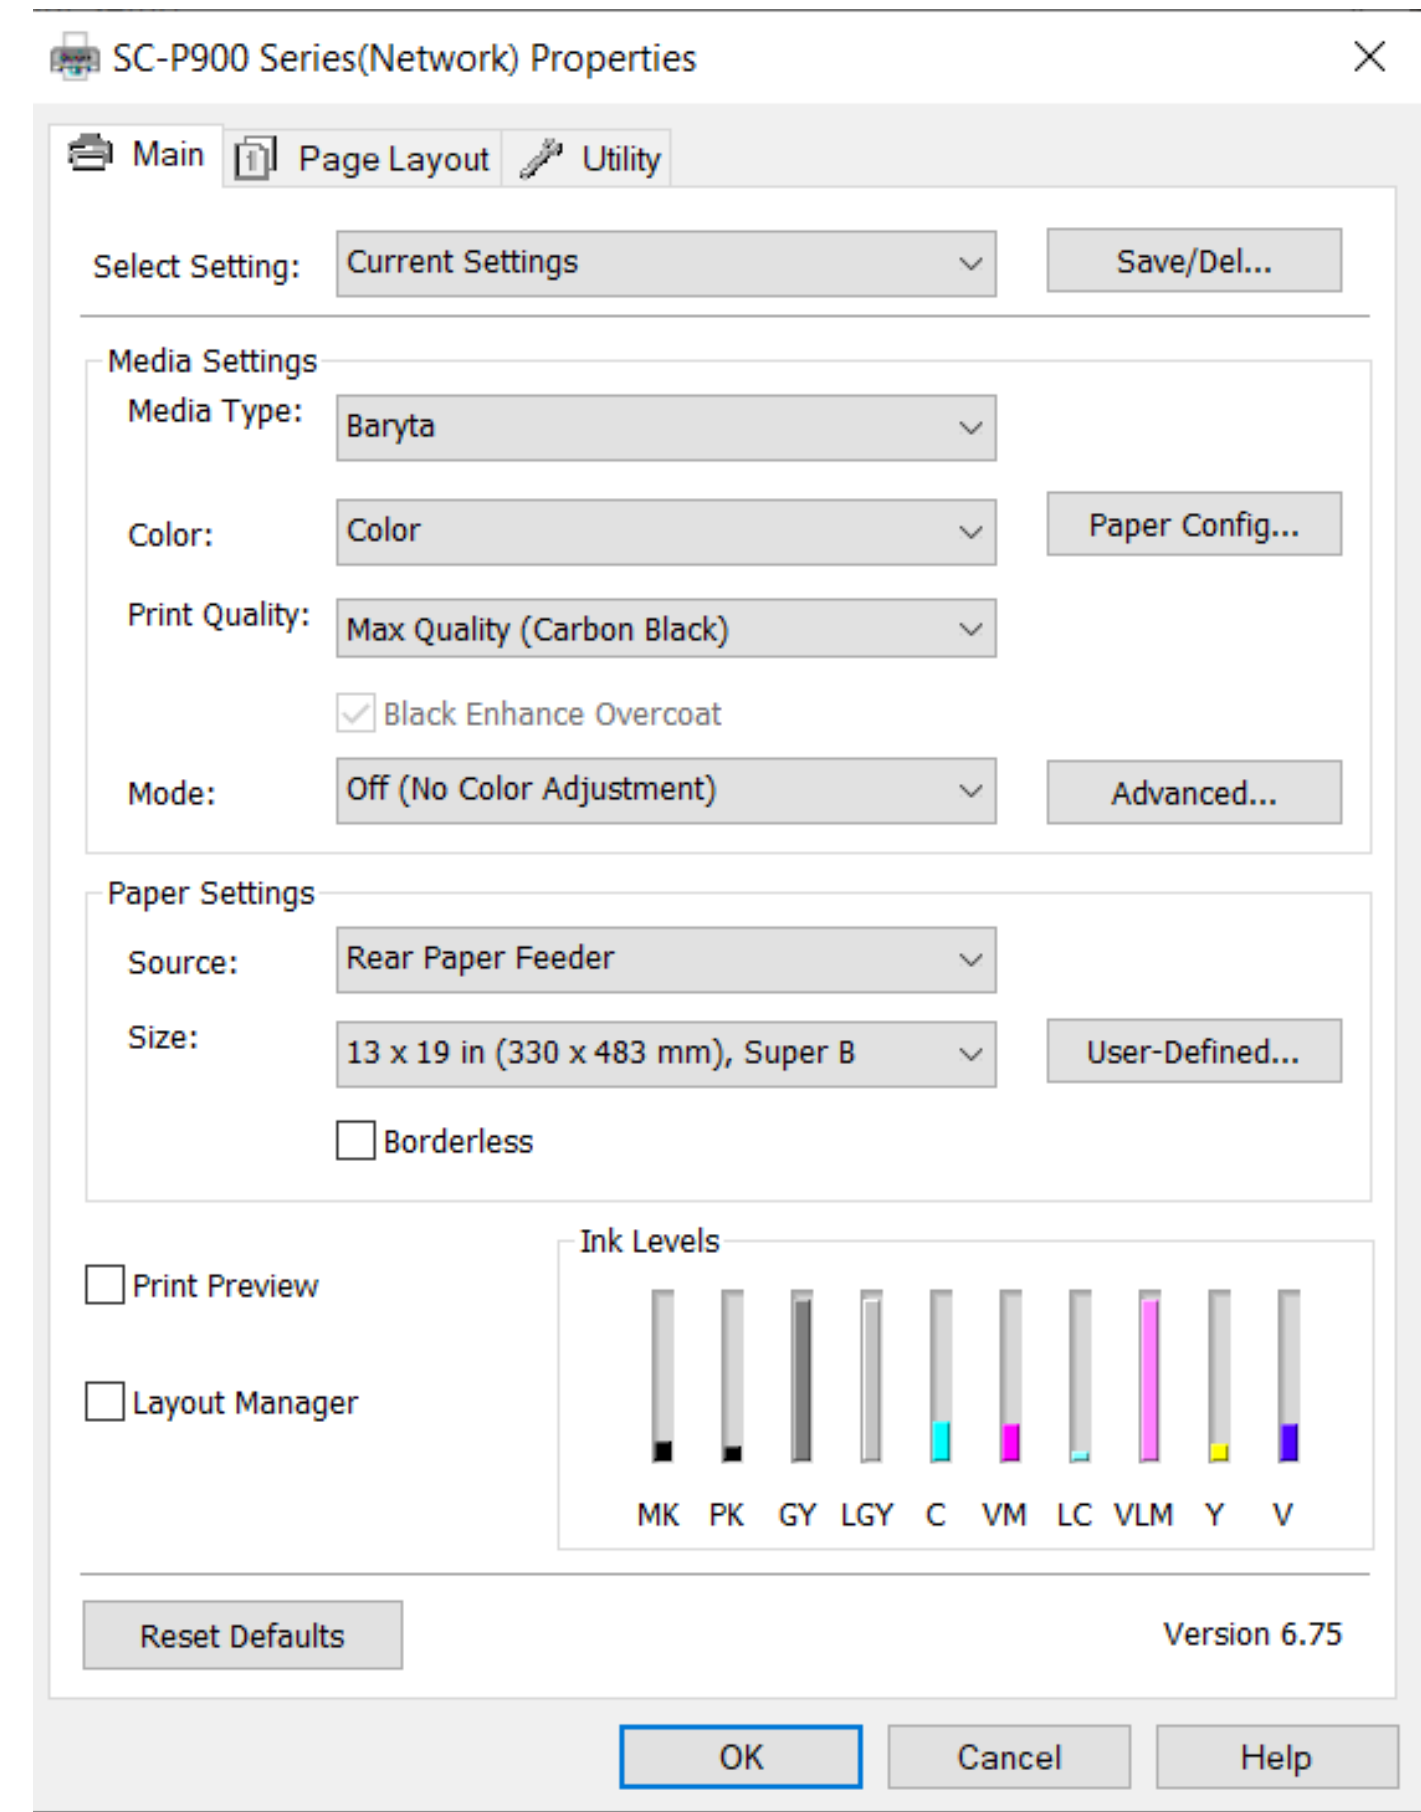 SC-P900 Series(Network) Properties
Main
Page Layout
Utility
Select Setting:
Current Settings
Save/Del...
Media Settings
Media Type:
Baryta
Color:
Color
Paper Config...
Print Quality:
Max Quality (Carbon Black)
Black Enhance Overcoat
Mode:
Off (No Color Adjustment)
Advanced...
Paper Settings
Source:
Rear Paper Feeder
Size:
13 x 19 in (330 x 483 mm), Super B
User-Defined...
Borderless
Print Preview
Layout Manager
Ink Levels
MK PK GY LGY C VM LC VLM Y V
Reset Defaults
Version 6.75
OK
Cancel
Help